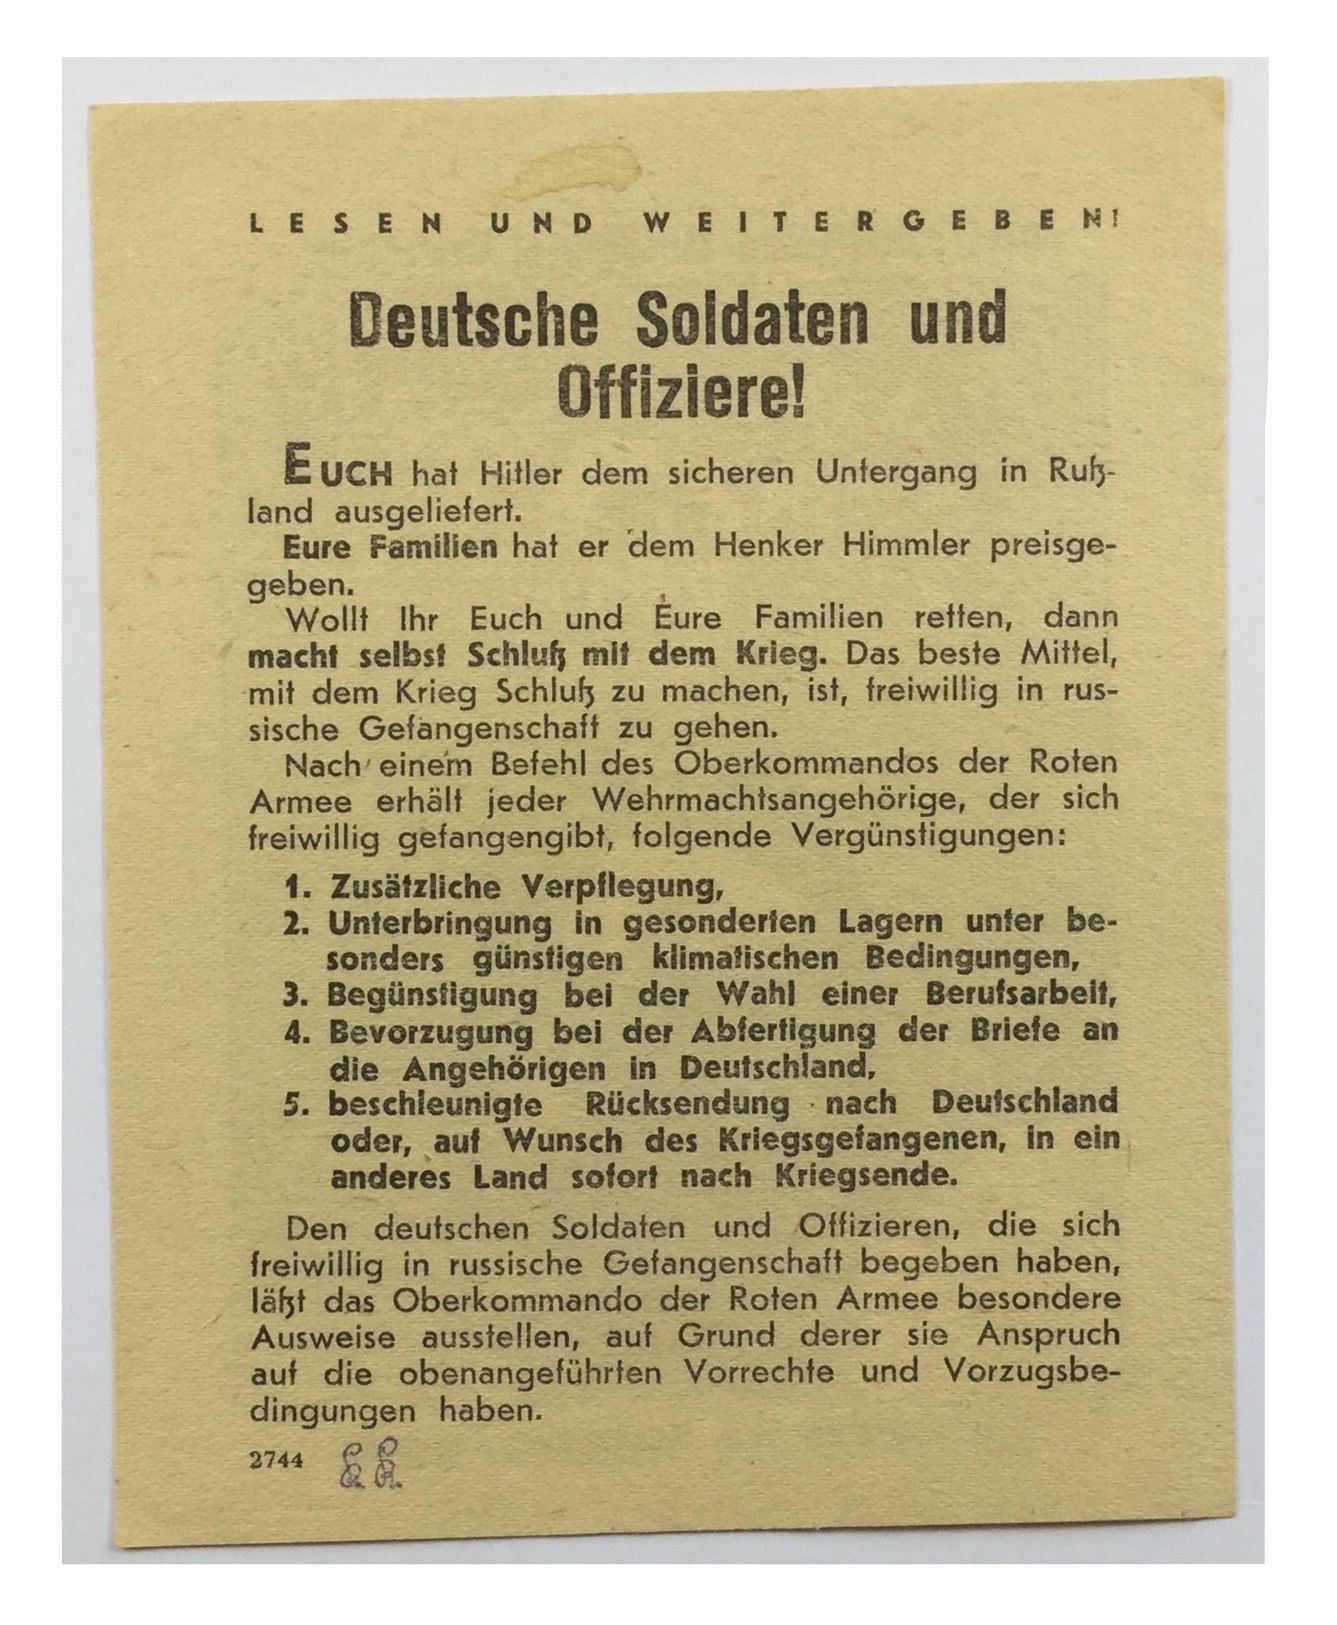 LESEN UND WEITERGEBEN!
Deutsche Soldaten und
Offiziere!
EUCH hat Hitler dem sicheren Untergang in Ruß-
land ausgeliefert.
Eure Familien hat er dem Henker Himmler preisge-
geben.
Wollt Ihr Euch und Eure Familien retten, dann
macht selbst Schluß mit dem Krieg. Das beste Mittel,
mit dem Krieg Schluß zu machen, ist, freiwillig in rus-
sische Gefangenschaft zu gehen.
Nach einem Befehl des Oberkommandos der Roten
Armee erhält jeder Wehrmachtsangehörige, der sich
freiwillig gefangengibt, folgende Vergünstigungen:
1. Zusätzliche Verpflegung,
2. Unterbringung in gesonderten Lagern unter be-
sonders günstigen klimatischen Bedingungen,
3. Begünstigung bei der Wahl einer Berufsarbeit,
4. Bevorzugung bei der Abfertigung der Briefe an
die Angehörigen in Deutschland,
5. beschleunigte Rücksendung nach Deutschland
oder, auf Wunsch des Kriegsgefangenen, in ein
anderes Land sofort nach Kriegsende.
Den deutschen Soldaten und Offizieren, die sich
freiwillig in russische Gefangenschaft begeben haben,
läßt das Oberkommando der Roten Armee besondere
Ausweise ausstellen, auf Grund derer sie Anspruch
auf die obenangeführten Vorrechte und Vorzugsbe-
dingungen haben.
2744